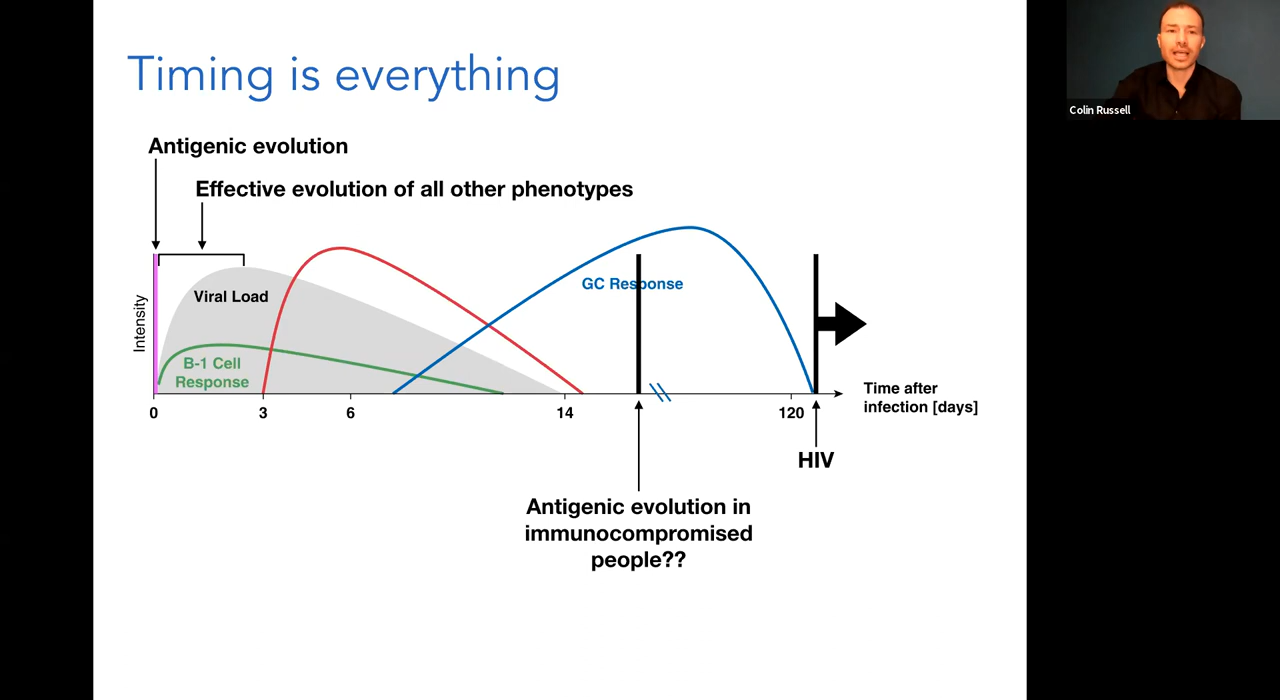 Timing is everything
Colin Russell
Antigenic evolution
Effective evolution of all other phenotypes
Intensity
Viral Load
B-1 Cell
Response
GC Response
0
3
6
14
120
Time after
infection [days]
HIV
Antigenic evolution in
immunocompromised
people??